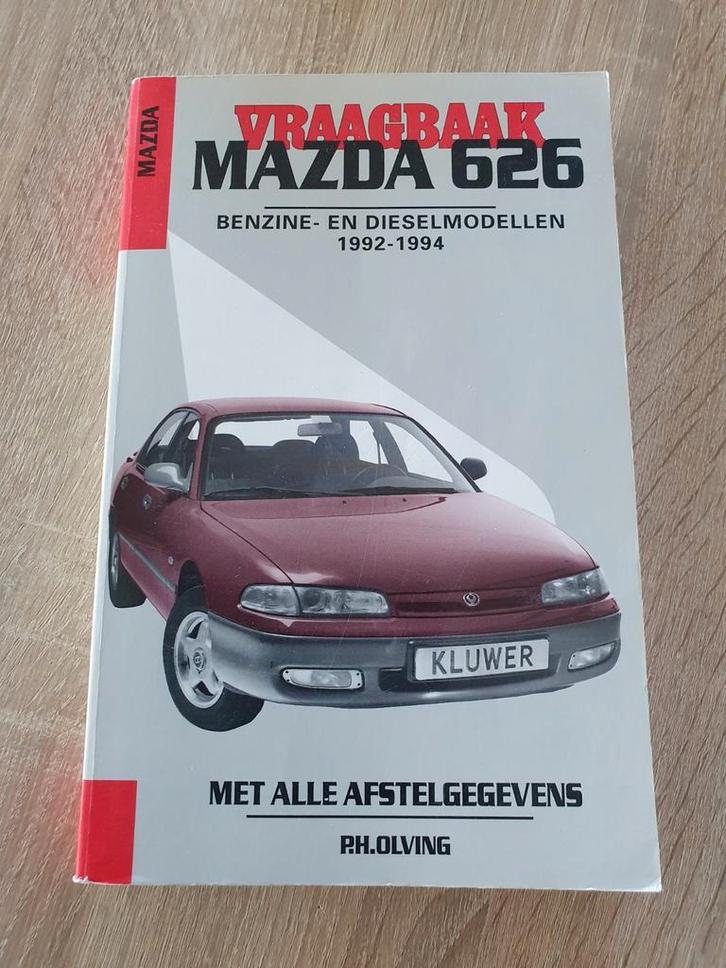 MAZDA
VRAAGBAAK
MAZDA 626
BENZINE- EN DIESELMODELLEN
1992-1994
KLUWER
MET ALLE AFSTELGEGEVENS
P.H.OLVING